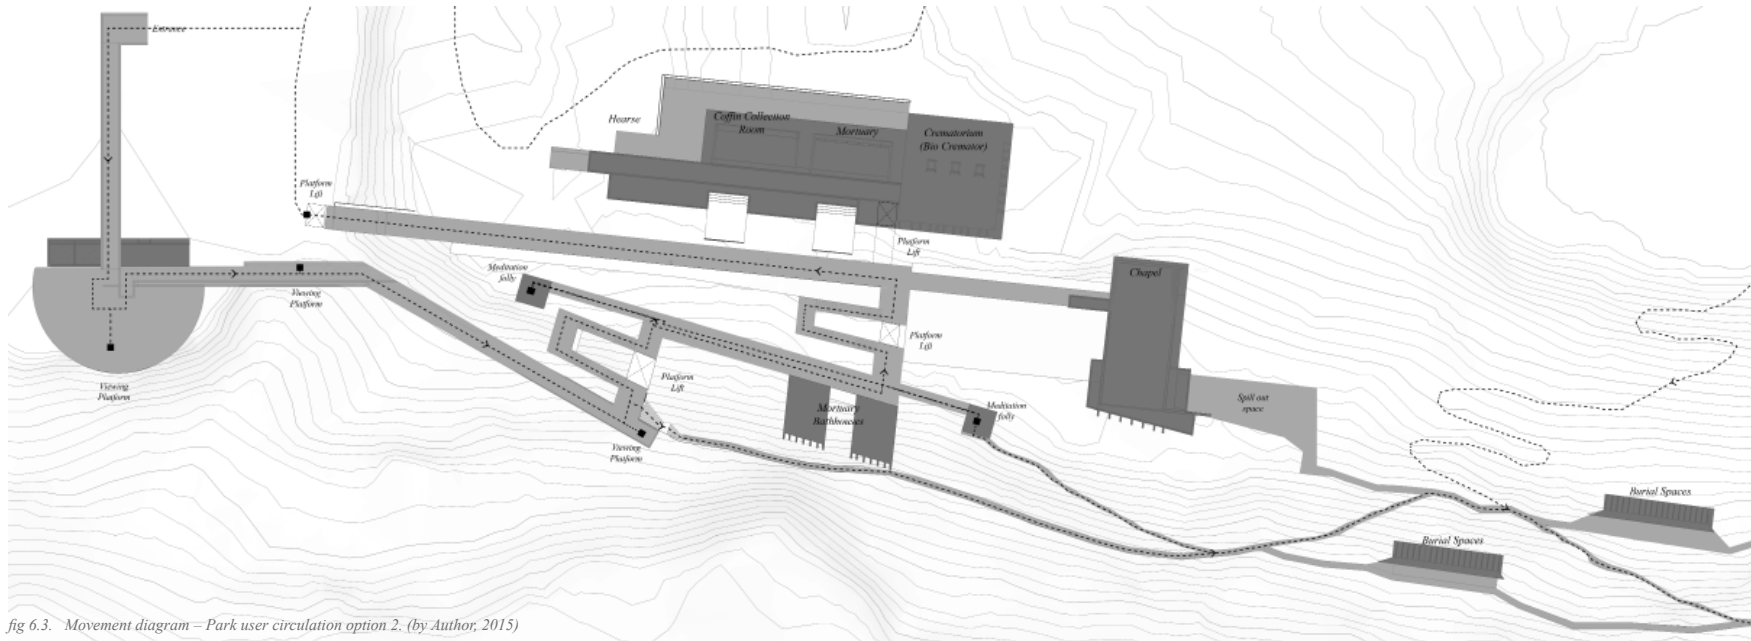 Entrance
Hearse
Coffin Collection
Room
Mortuary
Crematorium
(Bio Cremator)
Platform
Lift
Platform
Lift
Meditation
folly
Chapel
Viewing
Platform
Platform
Lift
Platform
Lift
Viewing
Platform
Mortuary
Bathhouses
Meditation
folly
Spill out
space
Viewing
Platform
Burial Spaces
Burial Spaces
fig 6.3. Movement diagram – Park user circulation option 2. (by Author, 2015)